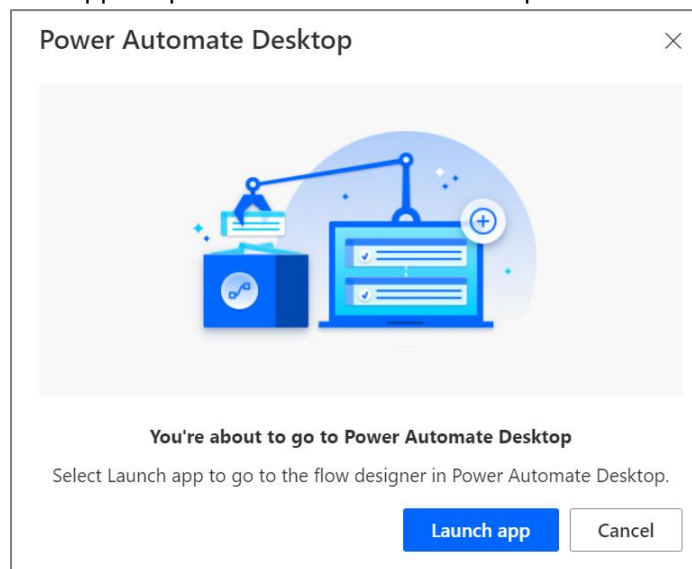 Power Automate Desktop
You're about to go to Power Automate Desktop
Select Launch app to go to the flow designer in Power Automate Desktop.
Launch app Cancel